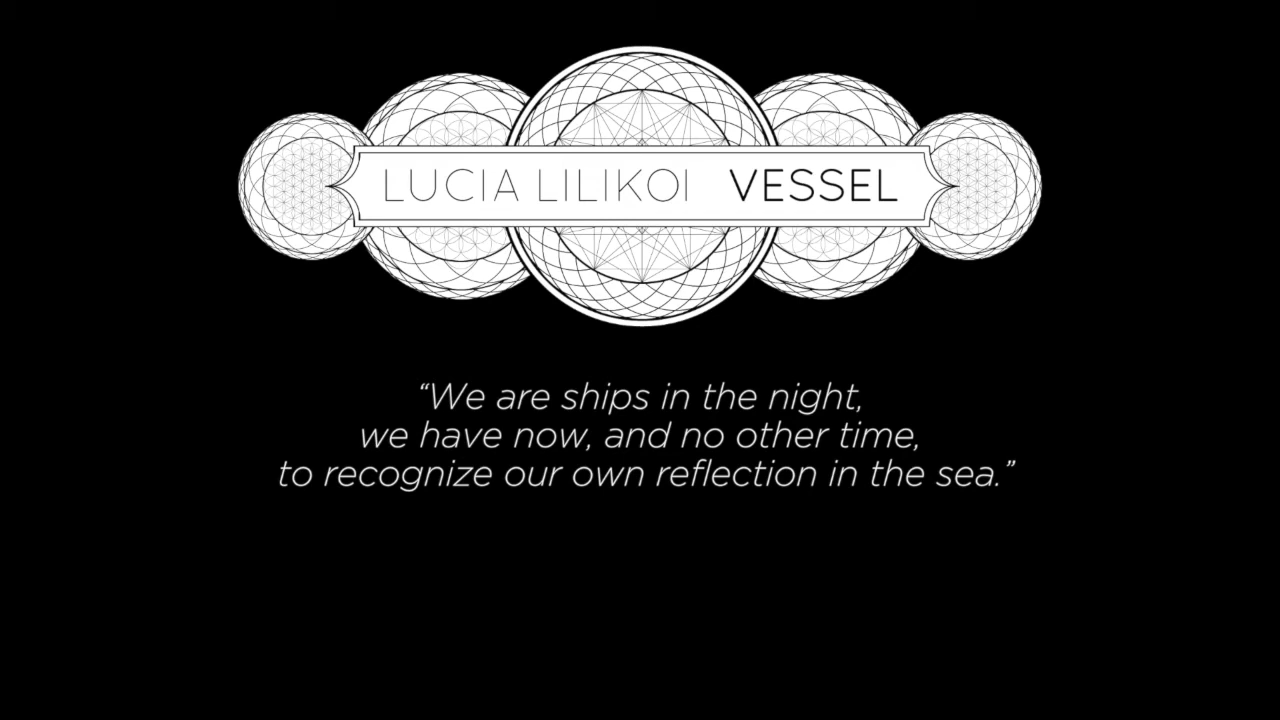 LUCIA LILIKOI VESSEL
“We are ships in the night,
we have now, and no other time,
to recognize our own reflection in the sea.”